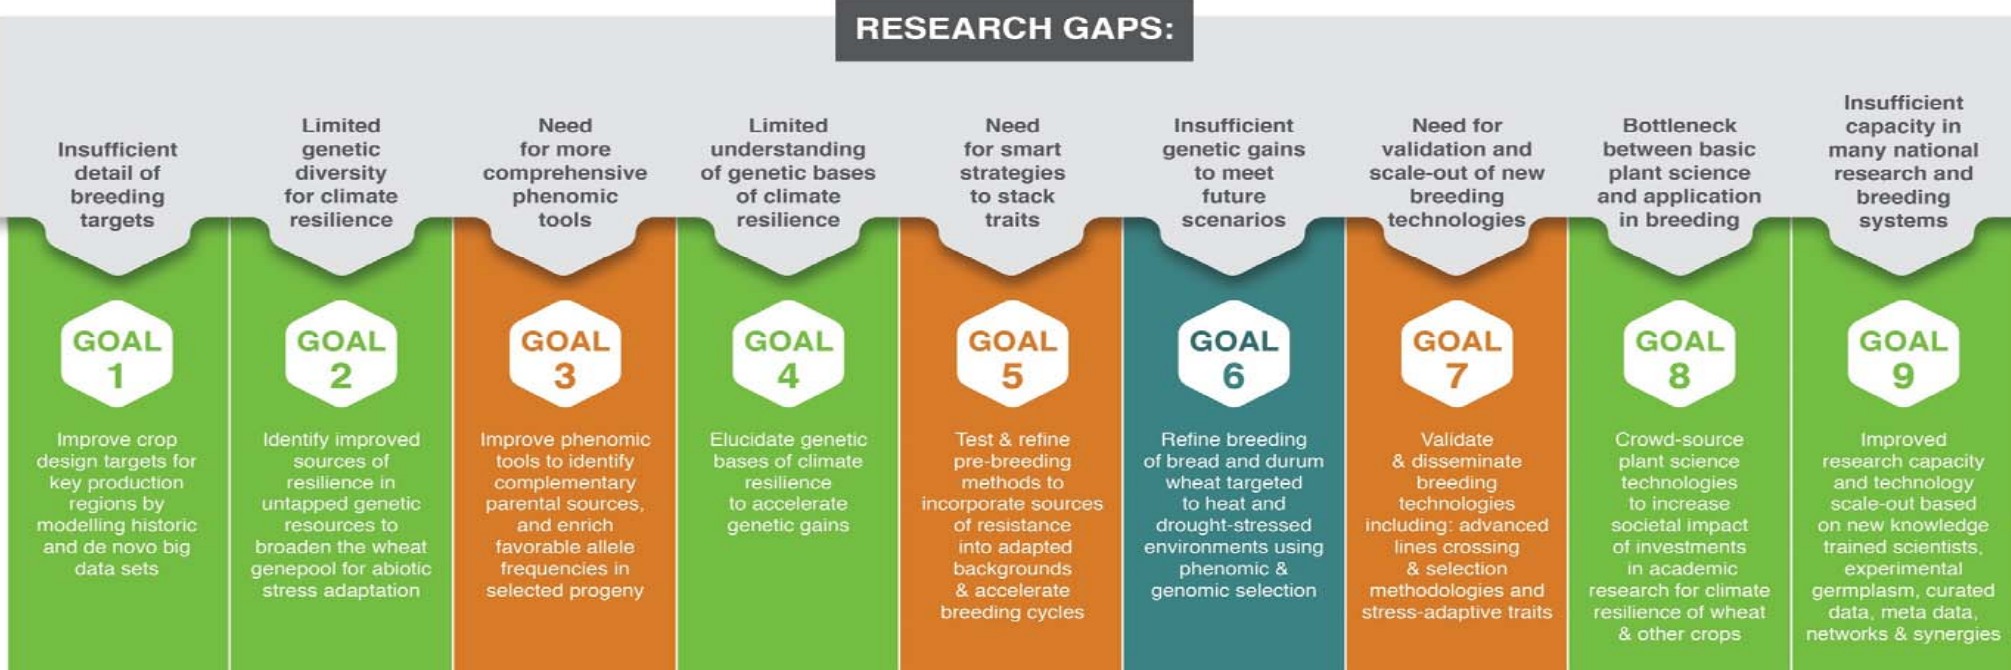 RESEARCH GAPS:
Insufficient
detail of
breeding
targets
Limited
genetic
diversity
for climate
resilience
Need
for more
comprehensive
phenomic
tools
Limited
understanding
of genetic bases
of climate
resilience
Need
for smart
strategies
to stack
traits
Insufficient
genetic gains
to meet
future
scenarios
Need for
validation and
scale-out of new
breeding
technologies
Bottleneck
between basic
plant science
and application
in breeding
Insufficient
capacity in
many national
research and
breeding
systems
GOAL
1
Improve crop
design targets for
key production
regions by
modelling historic
and de novo big
data sets
GOAL
2
Identify improved
sources of
resilience in
untapped genetic
resources to
broaden the wheat
genepool for abiotic
stress adaptation
GOAL
3
Improve phenomic
tools to identify
complementary
parental sources,
and enrich
favorable allele
frequencies in
selected progeny
GOAL
4
Elucidate genetic
bases of climate
resilience
to accelerate
genetic gains
GOAL
5
Test & refine
pre-breeding
methods to
incorporate sources
of resistance
into adapted
backgrounds
& accelerate
breeding cycles
GOAL
6
Refine breeding
of bread and durum
wheat targeted
to heat and
drought-stressed
environments using
phenomic &
genomic selection
GOAL
7
Validate
& disseminate
breeding
technologies
including: advanced
lines crossing
& selection
methodologies and
stress-adaptive traits
GOAL
8
Crowd-source
plant science
technologies
to increase
societal impact
of investments
in academic
research for climate
resilience of wheat
& other crops
GOAL
9
Improved
research capacity
and technology
scale-out based
on new knowledge
trained scientists,
experimental
germplasm, curated
data, meta data,
networks & synergies